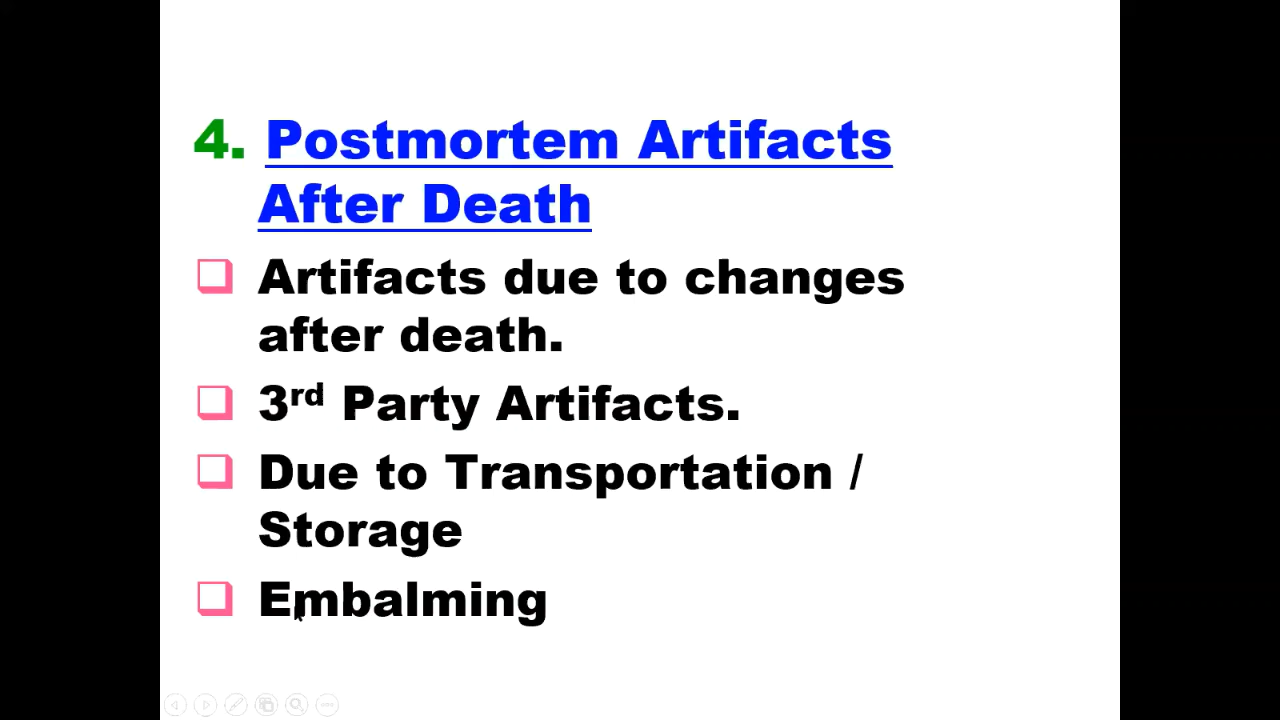 4. Postmortem Artifacts
After Death
Artifacts due to changes
after death.
3rd Party Artifacts.
Due to Transportation /
Storage
Embalming